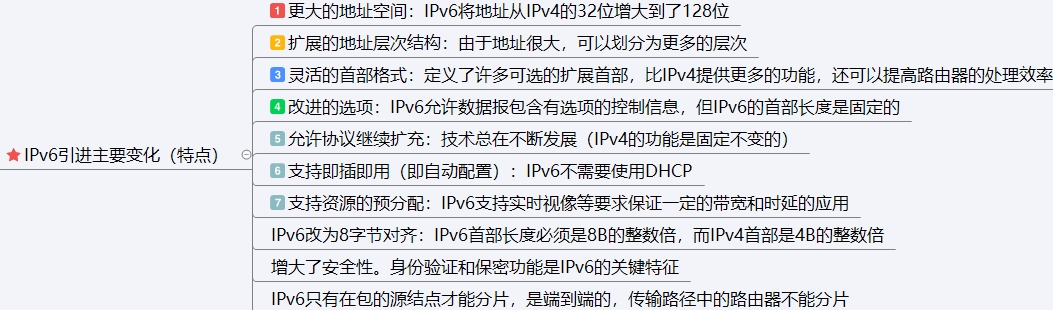 1 更大的地址空间：IPv6将地址从IPv4的32位增大到了128位
2 扩展的地址层次结构：由于地址很大，可以划分为更多的层次
3 灵活的首部格式：定义了许多可选的扩展首部，比IPv4提供更多的功能，还可以提高路由器的处理效率
4 改进的选项：IPv6允许数据报包含有选项的控制信息，但IPv6的首部长度是固定的
5 允许协议继续扩充：技术总在不断发展（IPv4的功能是固定不变的）
IPv6引进主要变化（特点）
6 支持即插即用（即自动配置）：IPv6不需要使用DHCP
7 支持资源的预分配：IPv6支持实时视像等要求保证一定的带宽和时延的应用
IPv6改为8字节对齐：IPv6首部长度必须是8B的整数倍，而IPv4首部是4B的整数倍
增大了安全性。身份验证和保密功能是IPv6的关键特征
IPv6只有在包的源结点才能分片，是端到端的，传输路径中的路由器不能分片